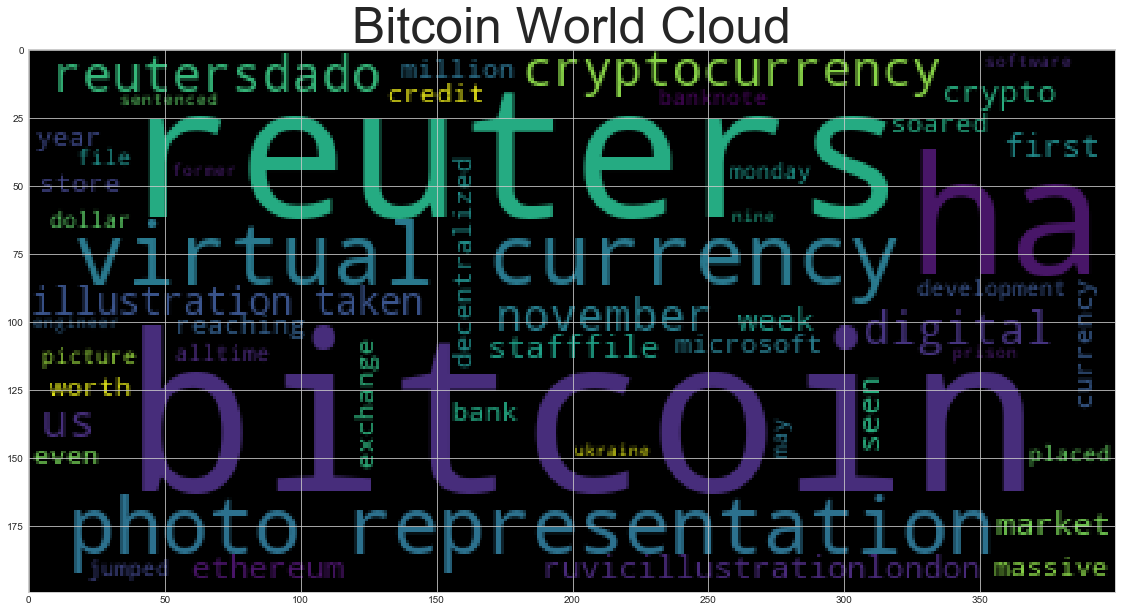 Bitcoin World Cloud
0
25
50
75
100
125
150
175
0 50 100 150 200 250 300 350
reutersdado
million
cryptocurrency
software
sentenced
credit
banknote
crypto
year
reuters
soared
first
file
former
monday
store
decentralized
ha
dollar
nine
virtual currency
illustration taken
development
engineer
reaching
november
week
digital
currency
picture
alltime
stafffile
microsoft
prison
worth
exchange
bitcoin
seen
us
bank
may
even
ukraine
placed
photo representation
market
jumped
ethereum
ruvicillustrationlondon
massive